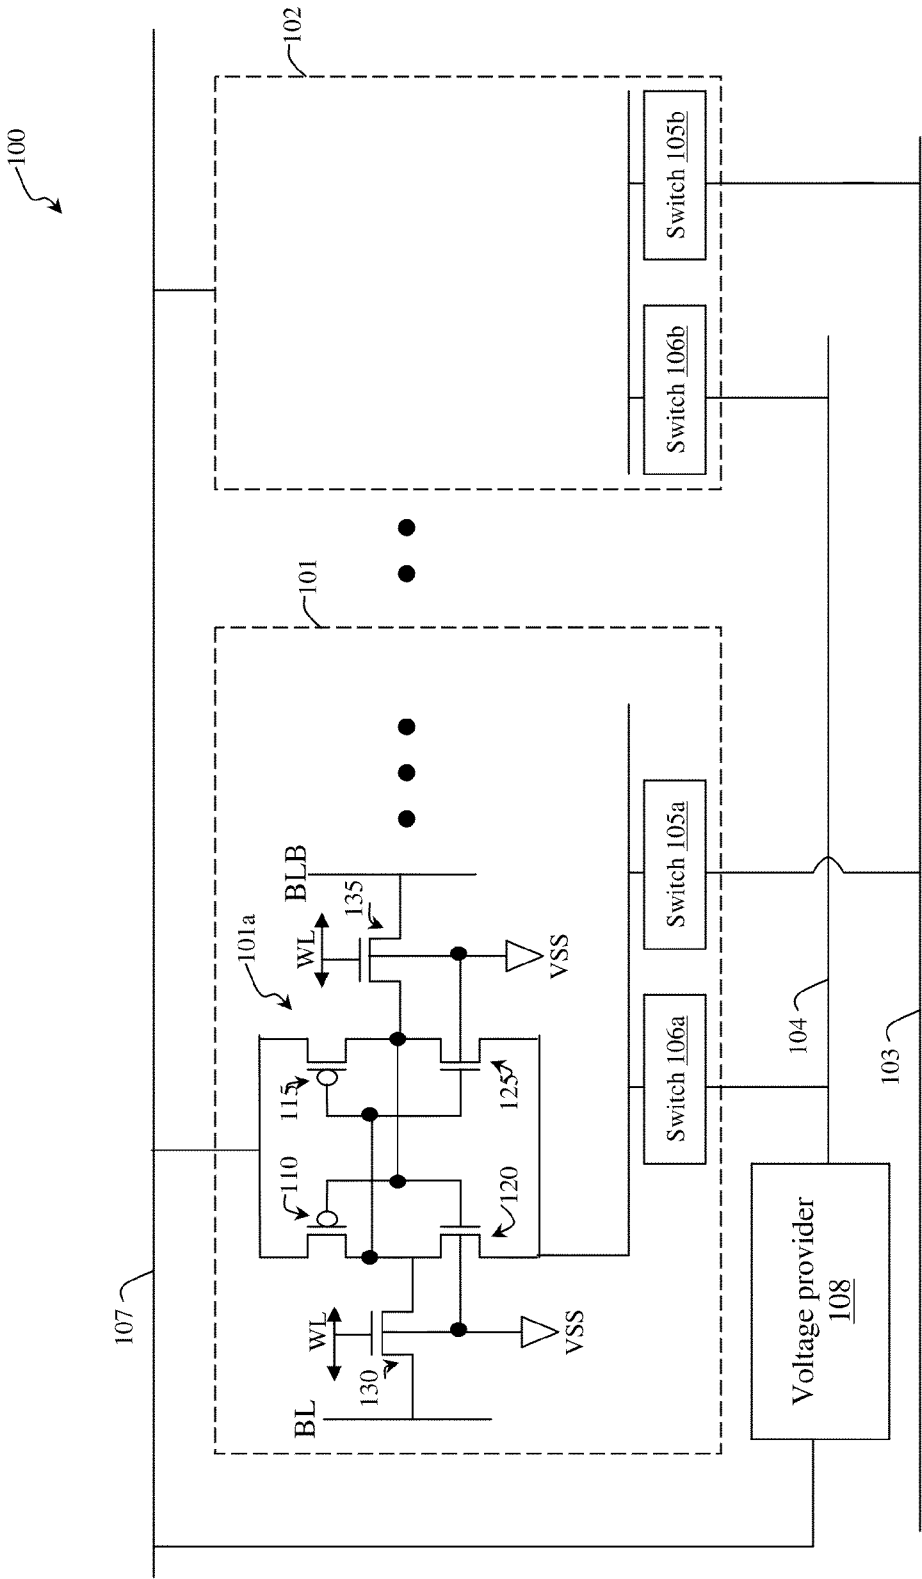 100
107
101
102
101a
BL
BLB
WL
WL
110
115
120
125
130
135
VSS
VSS
Switch 106a
Switch 105a
Switch 106b
Switch 105b
104
103
Voltage provider
108